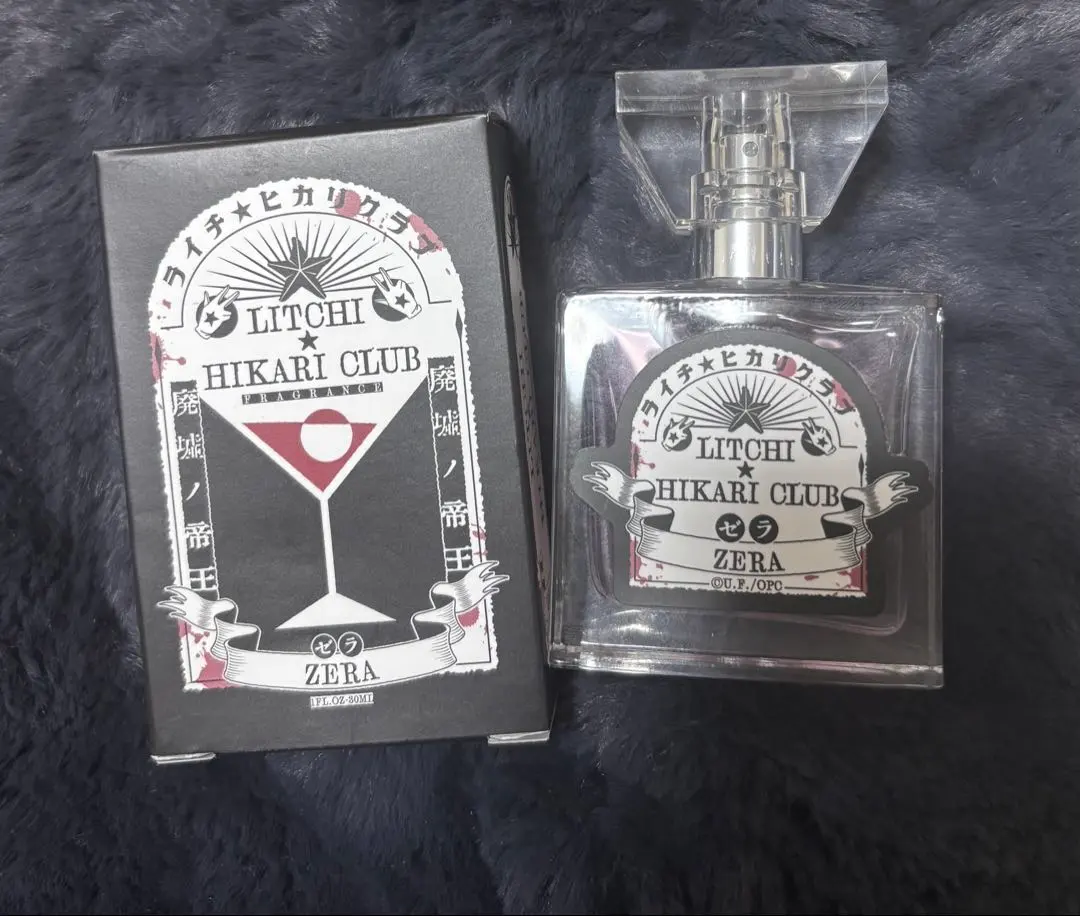 ライチ★ヒカリクラブ
LITCHI
★
HIKARI CLUB
FRAGRANCE
廃墟ノ帝王
廃墟ノ帝王
ゼラ
ZERA
1FL.OZ·30ML
ライチ★ヒカリクラブ
LITCHI
★
HIKARI CLUB
ゼラ
ZERA
©U.F./OPC